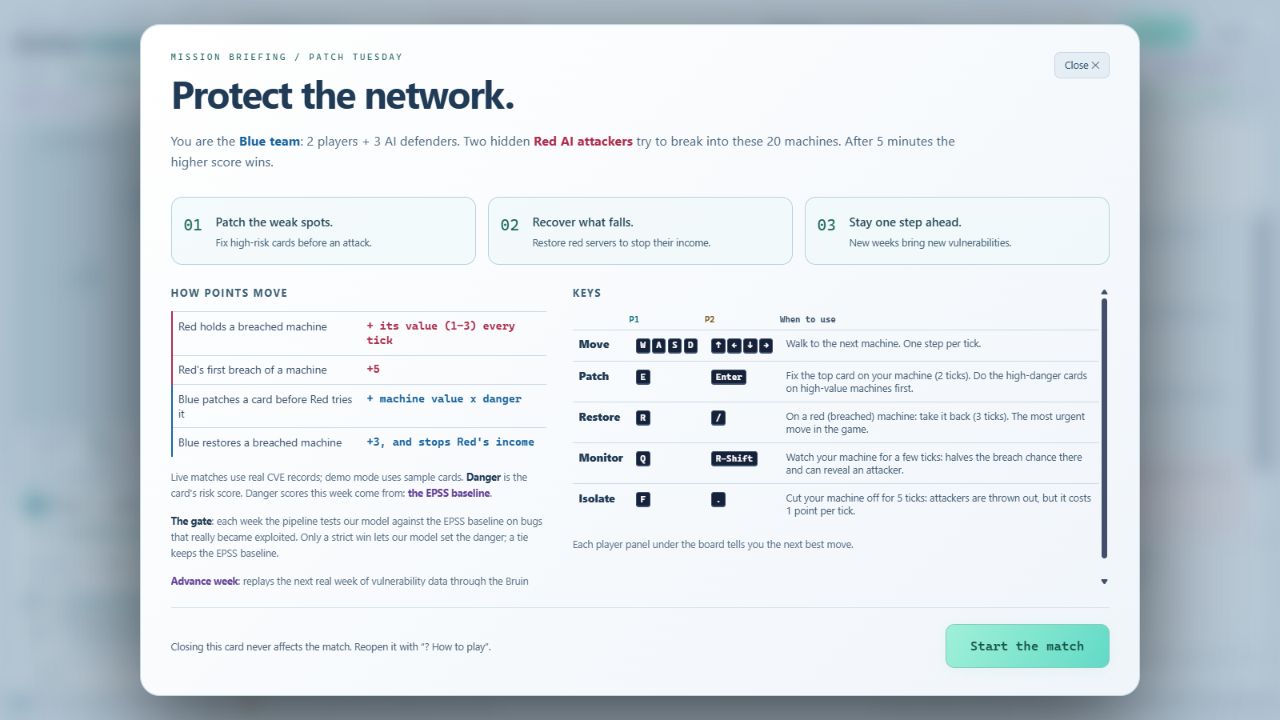 MISSION BRIEFING / PATCH TUESDAY
Close ✕
Protect the network.
You are the Blue team: 2 players + 3 AI defenders. Two hidden Red AI attackers try to break into these 20 machines. After 5 minutes the
higher score wins.
01 Patch the weak spots.
Fix high-risk cards before an attack.
02 Recover what falls.
Restore red servers to stop their income.
03 Stay one step ahead.
New weeks bring new vulnerabilities.
HOW POINTS MOVE
Red holds a breached machine + its value (1–3) every
tick
Red's first breach of a machine +5
Blue patches a card before Red tries + machine value x danger
it
Blue restores a breached machine +3, and stops Red's income
Live matches use real CVE records; demo mode uses sample cards. Danger is the
card's risk score. Danger scores this week come from: the EPSS baseline.
The gate: each week the pipeline tests our model against the EPSS baseline on bugs
that really became exploited. Only a strict win lets our model set the danger; a tie
keeps the EPSS baseline.
Advance week: replays the next real week of vulnerability data through the Bruin
KEYS
P1 P2 When to use
Move W A S D ↑ ← ↓ → Walk to the next machine. One step per tick.
Patch E Enter Fix the top card on your machine (2 ticks). Do the high-danger cards
on high-value machines first.
Restore R / On a red (breached) machine: take it back (3 ticks). The most urgent
move in the game.
Monitor Q R-Shift Watch your machine for a few ticks: halves the breach chance there
and can reveal an attacker.
Isolate F . Cut your machine off for 5 ticks: attackers are thrown out, but it costs
1 point per tick.
Each player panel under the board tells you the next best move.
Closing this card never affects the match. Reopen it with "? How to play".
Start the match